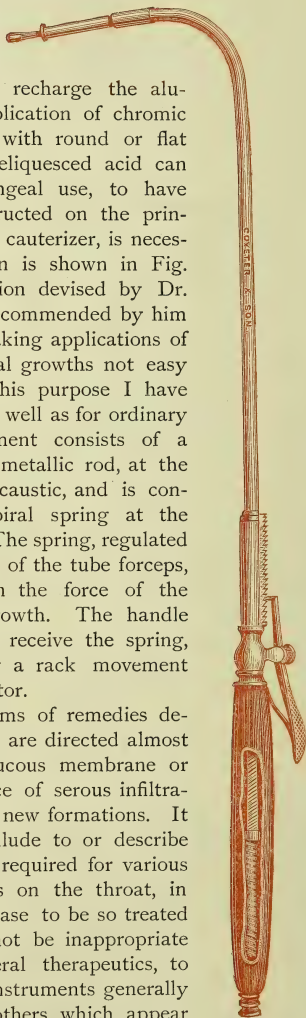 recharge the alu-
plication of chromic
with round or flat
eliquesced acid can
ngeal use, to have
ructed on the prin-
cauterizer, is neces-
n is shown in Fig.
ion devised by Dr.
commended by him
aking applications of
al growths not easy
his purpose I have
well as for ordinary
nent consists of a
metallic rod, at the
caustic, and is con-
piral spring at the
The spring, regulated
of the tube forceps,
n the force of the
rowth. The handle
receive the spring,
a rack movement
tor.
ms of remedies de-
are directed almost
ucous membrane or
ce of serous infiltra-
new formations. It
lude to or describe
required for various
s on the throat, in
ase to be so treated
ot be inappropriate
eral therapeutics, to
nstruments generally
others which appear
COXETER & SON